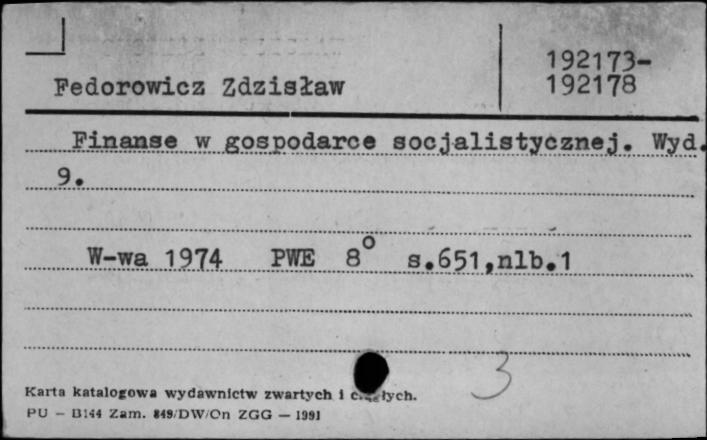 192173-
192178
Fedorowicz Zdzisław
Finanse w gospodarce socjalistycznej. Wyd.
9.
W-wa 1974 PWE 8° s.651,nlb.1
3
Karta katalogowa wydawnictw zwartych i ciągłych.
PU — B144 Zam. 849/DW/On ZGG — 1991